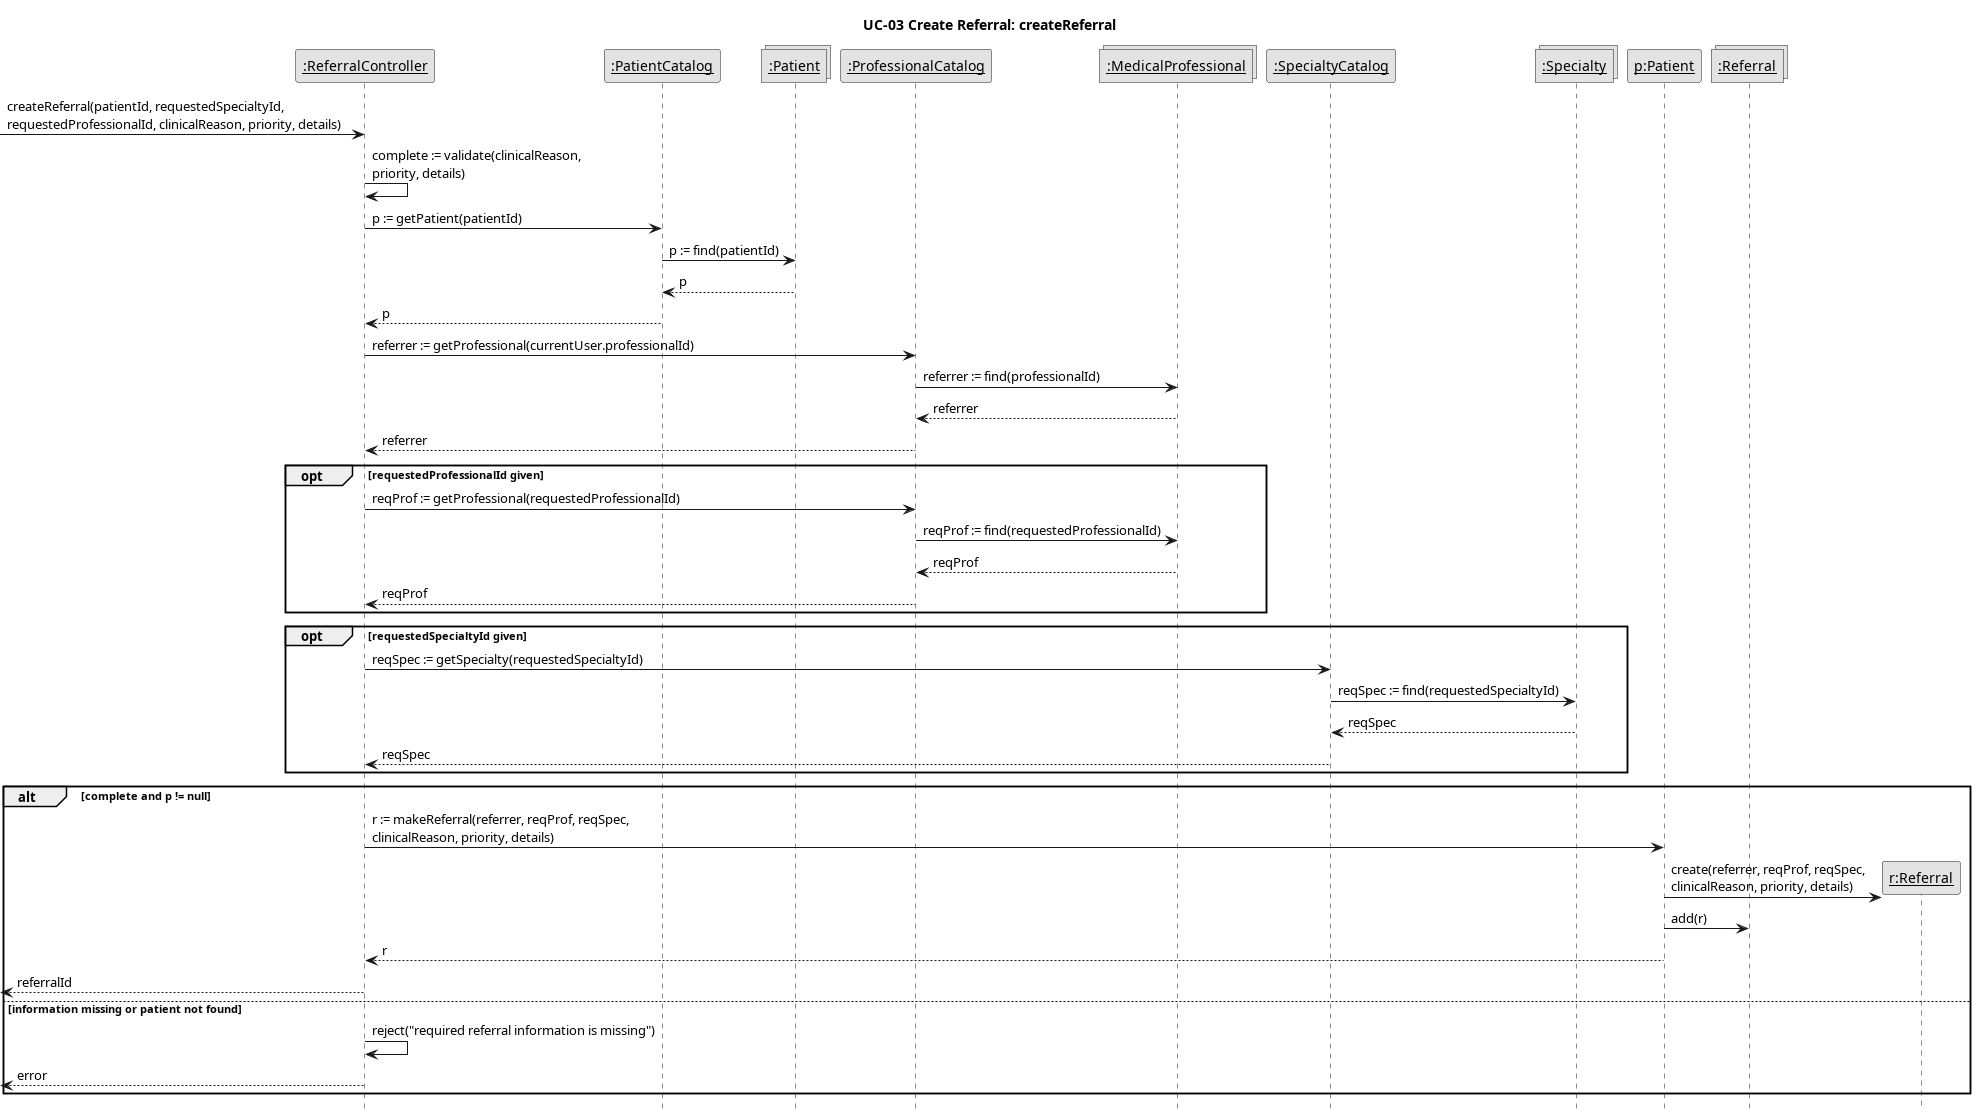 UC-03 Create Referral: createReferral
:ReferralController
:PatientCatalog
:Patient
:ProfessionalCatalog
:MedicalProfessional
:SpecialtyCatalog
:Specialty
p:Patient
:Referral
createReferral(patientId, requestedSpecialtyId,
requestedProfessionalId, clinicalReason, priority, details)
complete := validate(clinicalReason,
priority, details)
p := getPatient(patientId)
p := find(patientId)
p
p
referrer := getProfessional(currentUser.professionalId)
referrer := find(professionalId)
referrer
referrer
opt [requestedProfessionalId given]
reqProf := getProfessional(requestedProfessionalId)
reqProf := find(requestedProfessionalId)
reqProf
reqProf
opt [requestedSpecialtyId given]
reqSpec := getSpecialty(requestedSpecialtyId)
reqSpec := find(requestedSpecialtyId)
reqSpec
reqSpec
alt [complete and p != null]
r := makeReferral(referrer, reqProf, reqSpec,
clinicalReason, priority, details)
create(referrer, reqProf, reqSpec,
clinicalReason, priority, details)
r:Referral
add(r)
r
referralId
[information missing or patient not found]
reject("required referral information is missing")
error